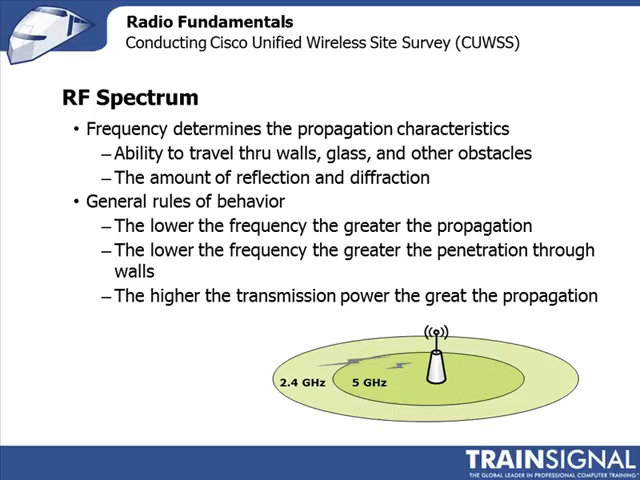 Radio Fundamentals
Conducting Cisco Unified Wireless Site Survey (CUWSS)
RF Spectrum
• Frequency determines the propagation characteristics
– Ability to travel thru walls, glass, and other obstacles
– The amount of reflection and diffraction
• General rules of behavior
– The lower the frequency the greater the propagation
– The lower the frequency the greater the penetration through
walls
– The higher the transmission power the great the propagation
2.4 GHz 5 GHz
TRAINSIGNAL
THE GLOBAL LEADER IN PROFESSIONAL COMPUTER TRAINING